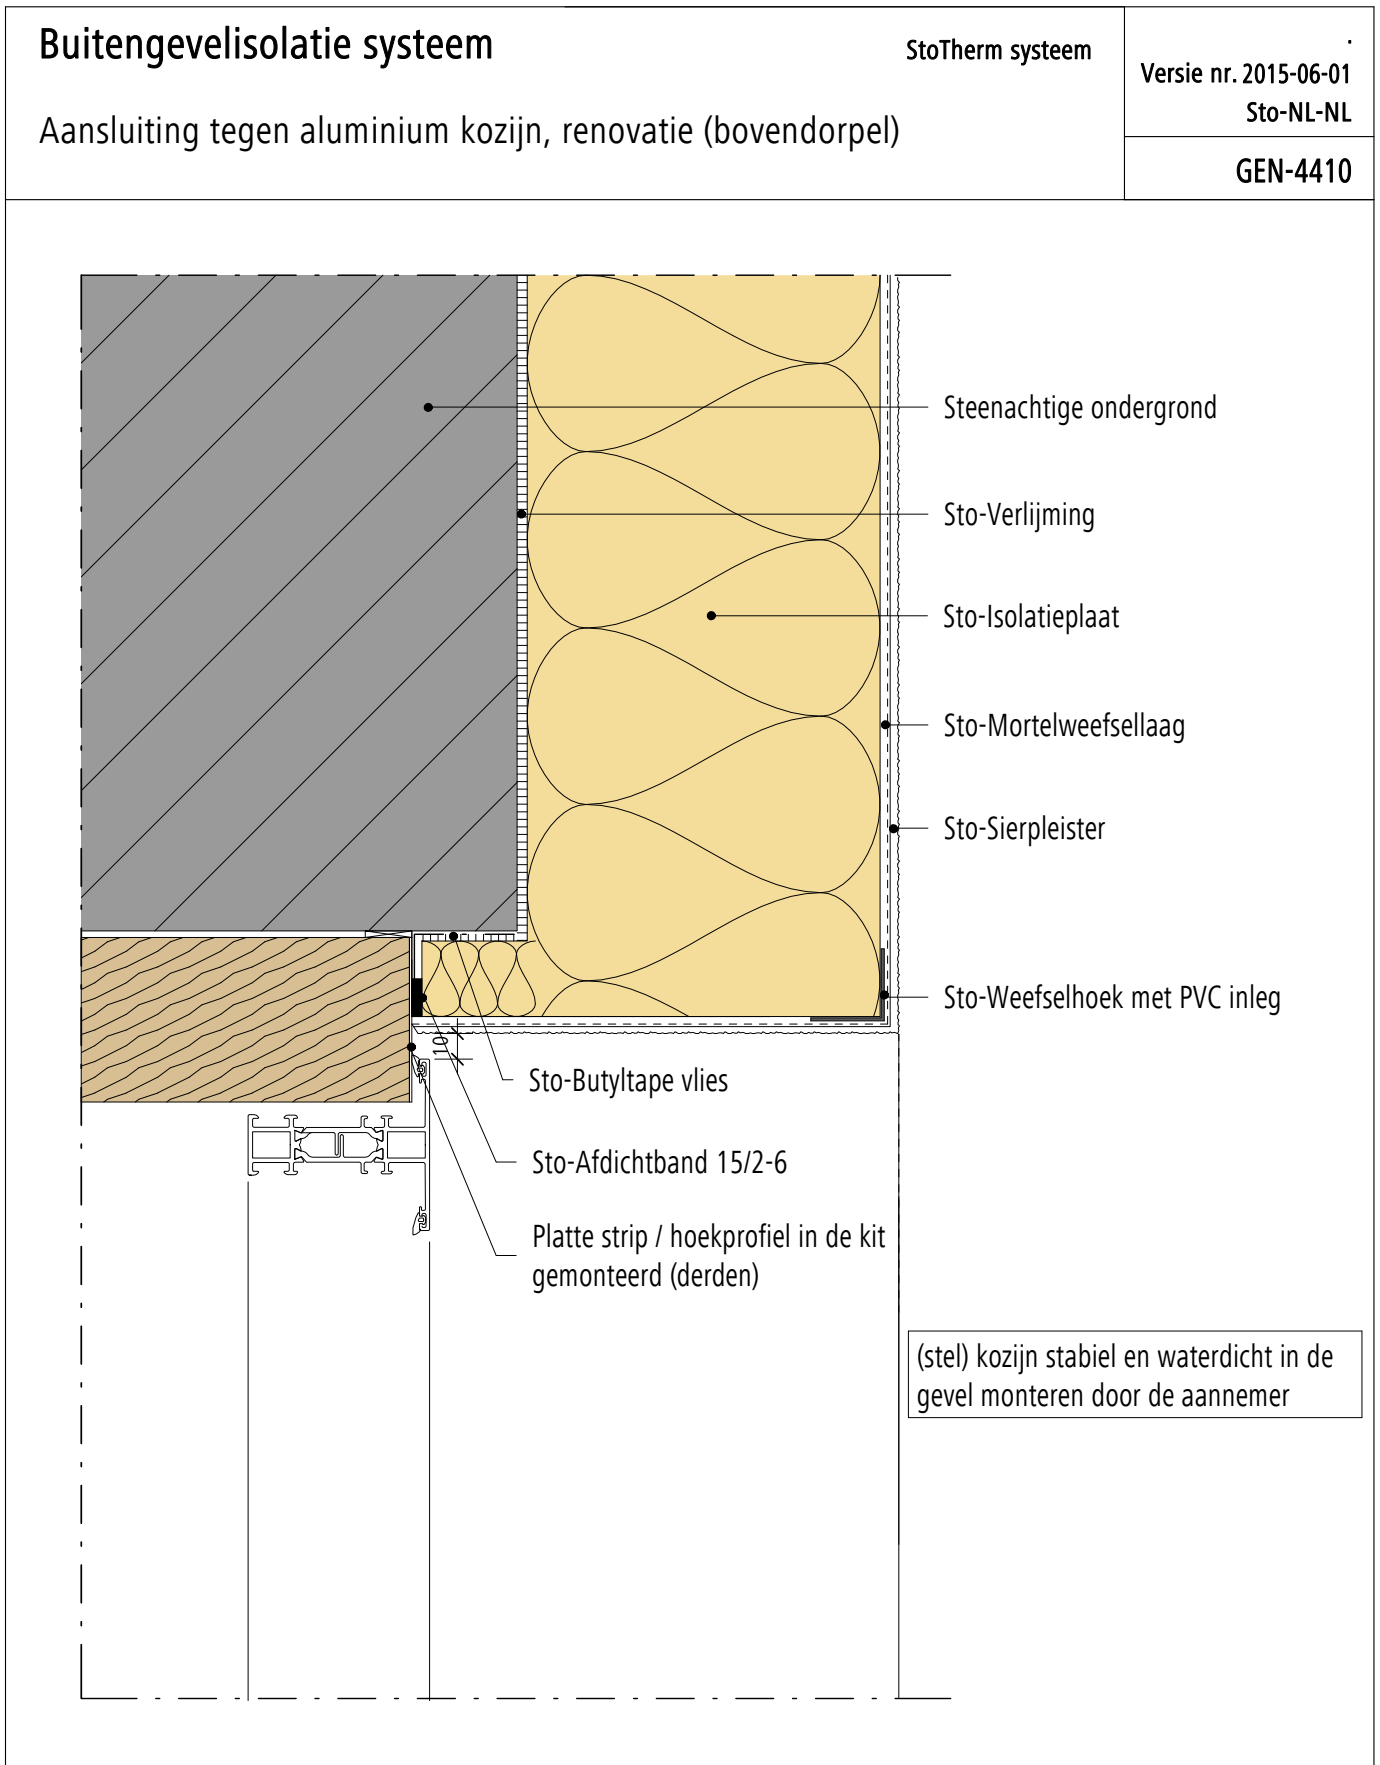 Buitengevelisolatie systeem
StoTherm systeem
.
Versie nr. 2015-06-01
Sto-NL-NL
Aansluiting tegen aluminium kozijn, renovatie (bovendorpel)
GEN-4410
Steenachtige ondergrond
Sto-Verlijming
Sto-Isolatieplaat
Sto-Mortelweefsellaag
Sto-Sierpleister
Sto-Weefselhoek met PVC inleg
10
Sto-Butyltape vlies
Sto-Afdichtband 15/2-6
Platte strip / hoekprofiel in de kit
gemonteerd (derden)
(stel) kozijn stabiel en waterdicht in de
gevel monteren door de aannemer